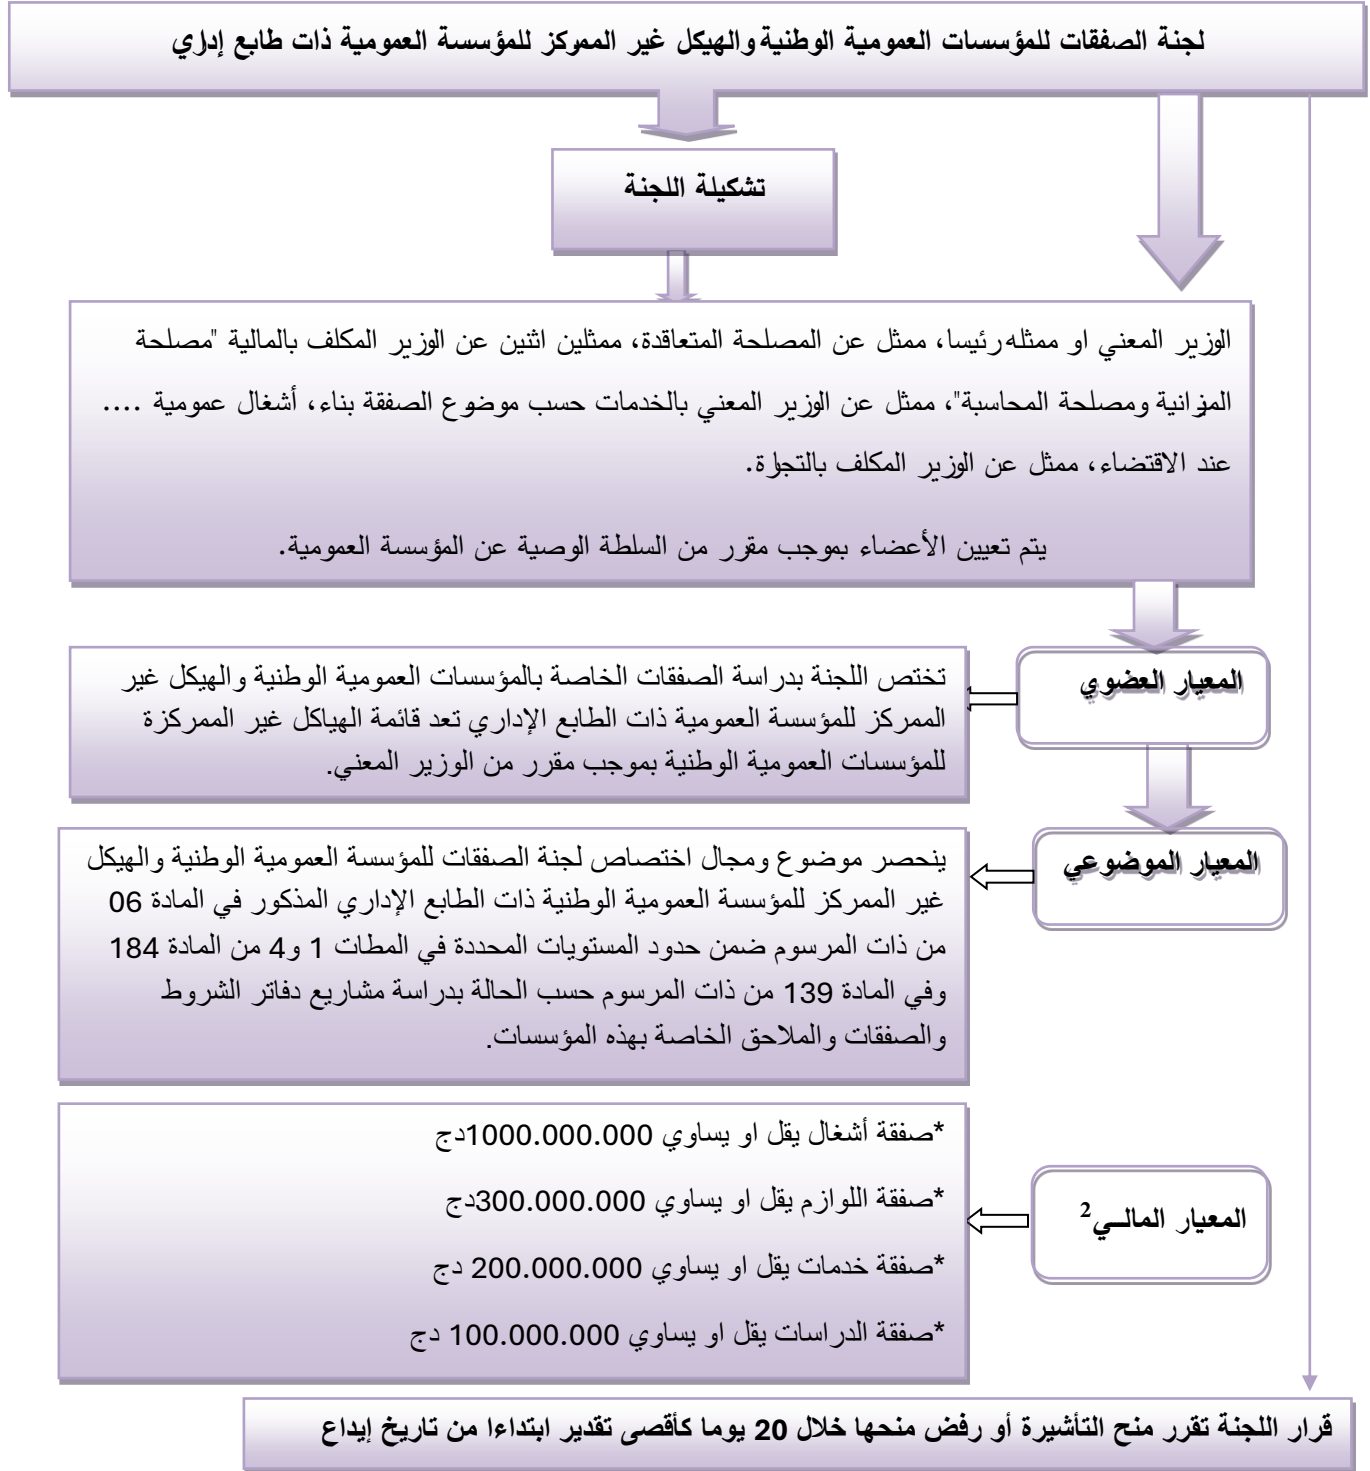 لجنة الصفقات للمؤسسات العمومية الوطنية والهيكل غير الممركز للمؤسسة العمومية ذات طابع إداري
تشكيلة اللجنة
الوزير المعني او ممثله رئيسا، ممثل عن المصلحة المتعاقدة، ممثلين اثنين عن الوزير المكلف بالمالية "مصلحة
الميزانية ومصلحة المحاسبة"، ممثل عن الوزير المعني بالخدمات حسب موضوع الصفقة بناء، أشغال عمومية ....
عند الاقتضاء، ممثل عن الوزير المكلف بالتجارة.
يتم تعيين الأعضاء بموجب مقرر من السلطة الوصية عن المؤسسة العمومية.
المعيار العضوي
تختص اللجنة بدراسة الصفقات الخاصة بالمؤسسات العمومية الوطنية والهيكل غير
الممركز للمؤسسة العمومية ذات الطابع الإداري تعد قائمة الهياكل غير الممركزة
للمؤسسات العمومية الوطنية بموجب مقرر من الوزير المعني.
المعيار الموضوعي
ينحصر موضوع ومجال اختصاص لجنة الصفقات للمؤسسة العمومية الوطنية والهيكل
غير الممركز للمؤسسة العمومية الوطنية ذات الطابع الإداري المذكور في المادة 06
من ذات المرسوم ضمن حدود المستويات المحددة في المطات 1 و4 من المادة 184
وفي المادة 139 من ذات المرسوم حسب الحالة بدراسة مشاريع دفاتر الشروط
والصفقات والملاحق الخاصة بهذه المؤسسات.
المعيار المالــي2
*صفقة أشغال يقل او يساوي 1000.000.000دج
*صفقة اللوازم يقل او يساوي 300.000.000دج
*صفقة خدمات يقل او يساوي 200.000.000 دج
*صفقة الدراسات يقل او يساوي 100.000.000 دج
قرار اللجنة تقرر منح التأشيرة أو رفض منحها خلال 20 يوما كأقصى تقدير ابتداءا من تاريخ إيداع